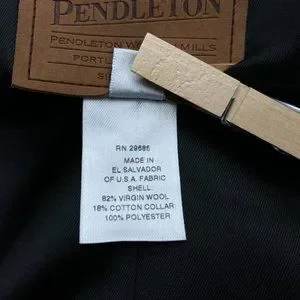 PENDLETON
PENDLETON WOOLEN MILLS
RN 29685
MADE IN
EL SALVADOR
OF U.S.A. FABRIC
SHELL:
82% VIRGIN WOOL
18% COTTON COLLAR
100% POLYESTER